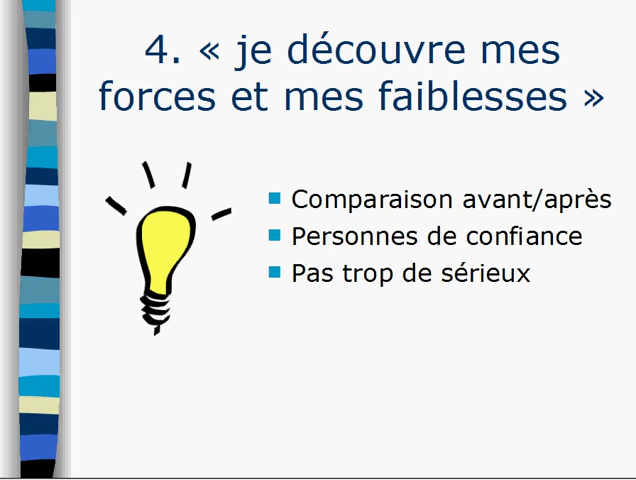 4. « je découvre mes
forces et mes faiblesses »
Comparaison avant/après
Personnes de confiance
Pas trop de sérieux